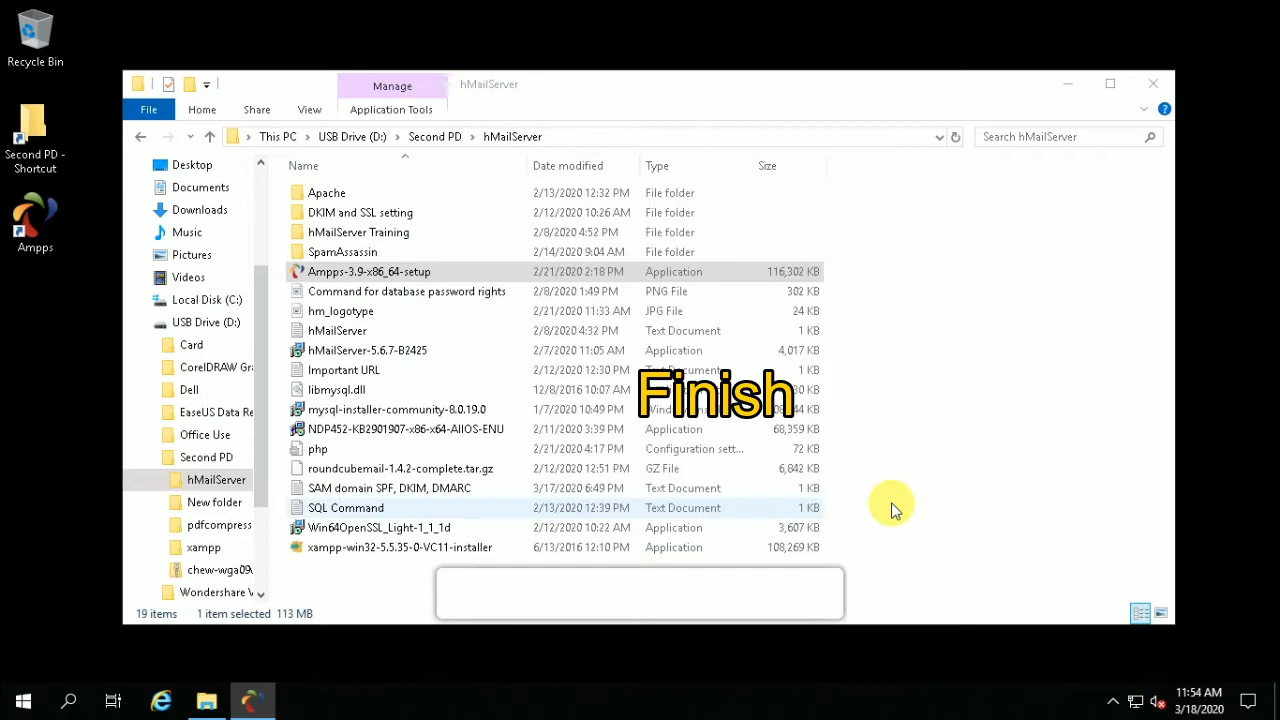 Recycle Bin
Second PD -
Shortcut
Ampps
Manage
hMailServer
File
Home
Share
View
Application Tools
This PC
USB Drive (D:)
Second PD
hMailServer
Search hMailServer
Desktop
Documents
Downloads
Music
Pictures
Videos
Local Disk (C:)
USB Drive (D:)
Card
CorelDRAW Gra
Dell
EaseUS Data Re
Office Use
Second PD
hMailServer
New folder
pdfcompress
xampp
chew-wga09
Wondershare
Name Date modified Type Size
Apache 2/13/2020 12:32 PM File folder
DKIM and SSL setting 2/12/2020 10:26 AM File folder
hMailServer Training 2/8/2020 4:52 PM File folder
SpamAssassin 2/14/2020 9:04 AM File folder
Ampps-3.9-x86_64-setup 2/21/2020 2:18 PM Application 116,302 KB
Command for database password rights 2/8/2020 1:49 PM PNG File 302 KB
hm_logotype 2/21/2020 11:33 AM JPG File 24 KB
hMailServer 2/8/2020 4:32 PM Text Document 1 KB
hMailServer-5.6.7-B2425 2/7/2020 11:05 AM Application 4,017 KB
Important URL 2/12/2020 12:30 PM Text Document 1 KB
libmysql.dll 12/8/2016 10:07 AM KB
mysql-installer-community-8.0.19.0 1/7/2020 10:49 PM KB
NDP452-KB2901907-x86-x64-AllOS-ENU 2/11/2020 3:39 PM Application 68,359 KB
php 2/21/2020 4:17 PM Configuration sett... 72 KB
roundcubemail-1.4.2-complete.tar.gz 2/12/2020 12:51 PM GZ File 6,842 KB
SAM domain SPF, DKIM, DMARC 3/17/2020 6:49 PM Text Document 1 KB
SQL Command 2/13/2020 12:39 PM Text Document 1 KB
Win64OpenSSL_Light-1_1_1d 2/12/2020 10:22 AM Application 3,607 KB
xampp-win32-5.5.35-0-VC11-installer 6/13/2016 12:10 PM Application 108,269 KB
Finish
19 items 1 item selected 113 MB
11:54 AM
3/18/2020